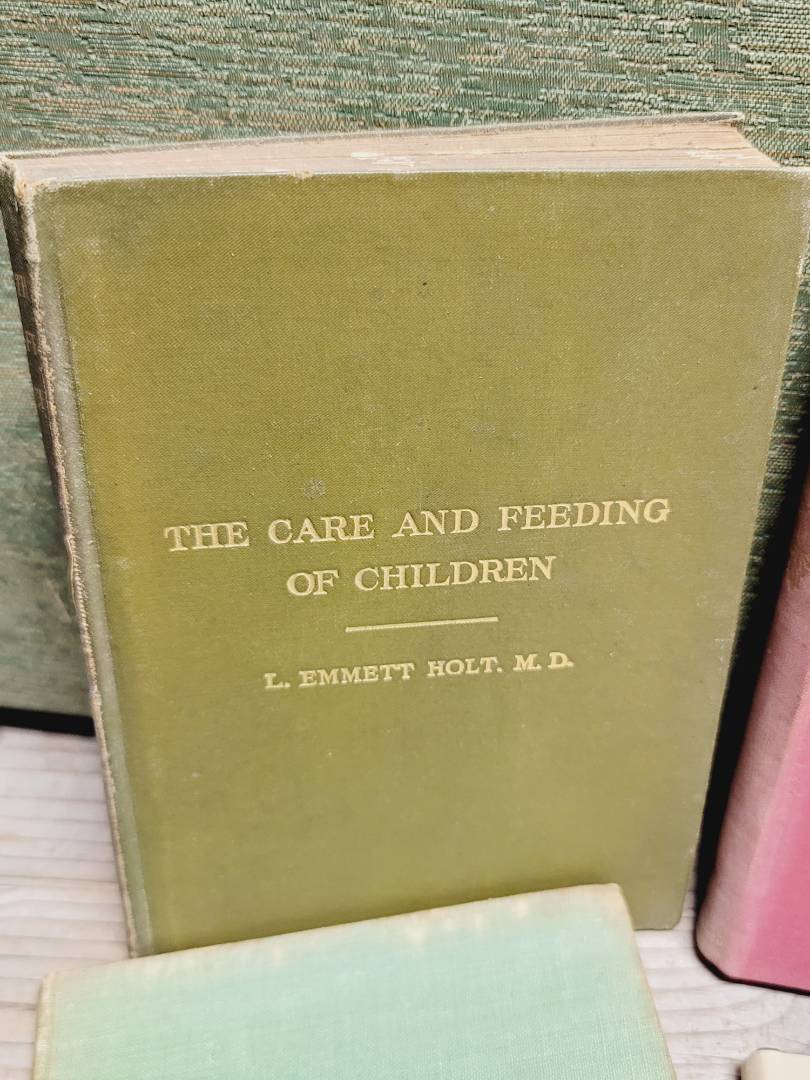 THE CARE AND FEEDING
OF CHILDREN
L. EMMETT HOLT. M. D.